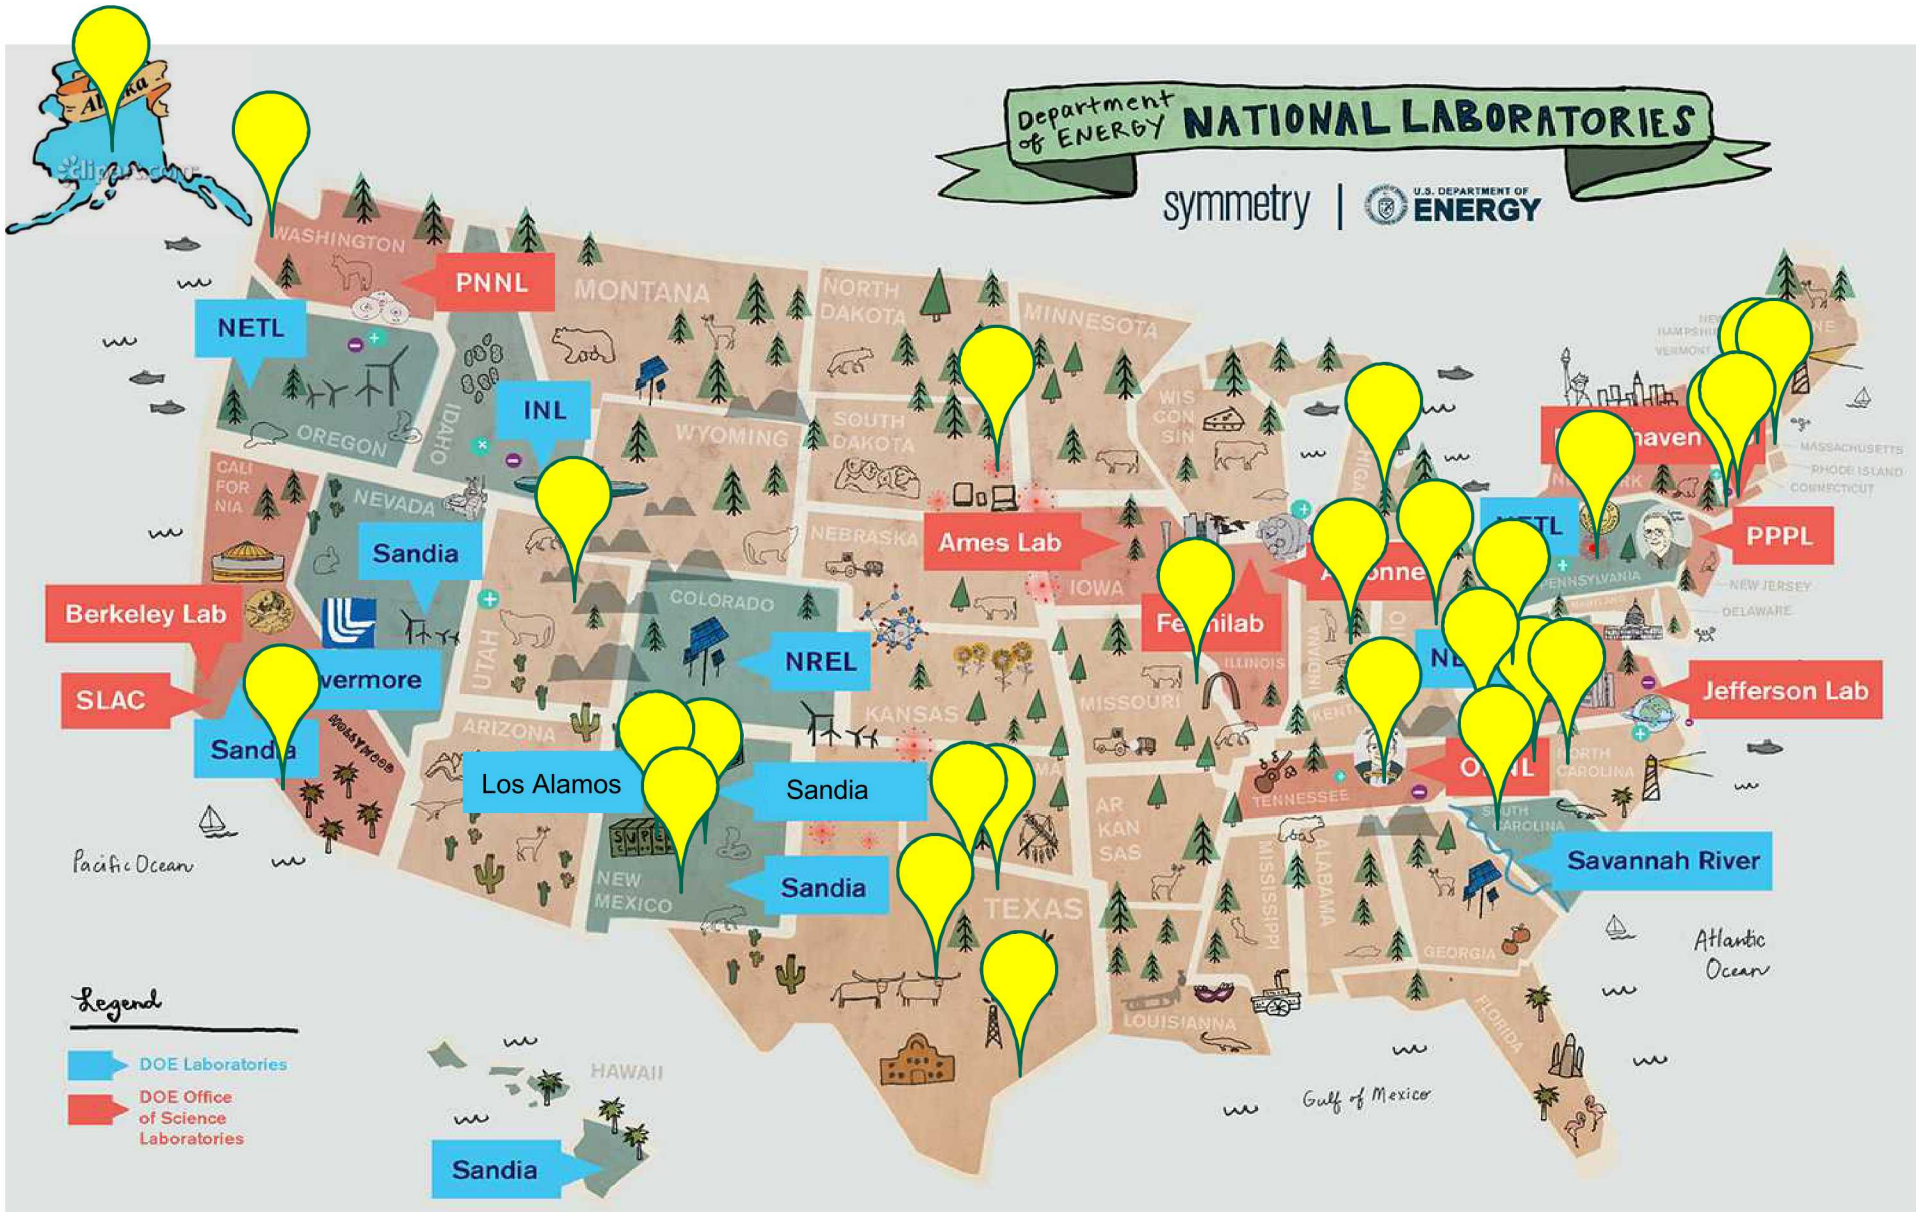 Department
of ENERGY NATIONAL LABORATORIES
symmetry
U.S. DEPARTMENT OF
ENERGY
WASHINGTON
PNNL
NETL
MONTANA
NORTH
DAKOTA
MINNESOTA
OREGON
IDAHO
INL
WYOMING
SOUTH
DAKOTA
WIS
CON
SIN
VERMONT
MASSACHUSETTS
RHODE ISLAND
CONNECTICUT
CALI
FOR
NIA
NEVADA
Sandia
NEBRASKA
Ames Lab
IOWA
PPPL
PENNSYLVANIA
NEW JERSEY
DELAWARE
Berkeley Lab
SLAC
UTAH
COLORADO
NREL
ILLINOIS
MISSOURI
KANSAS
Jefferson Lab
HOLLYWOOD
ARIZONA
Los Alamos
Sandia
NORTH
CAROLINA
TENNESSEE
SOUTH
CAROLINA
AR
KAN
SAS
MISSISSIPPI
ALABAMA
GEORGIA
Savannah River
NEW
MEXICO
Sandia
TEXAS
LOUISIANNA
FLORIDA
Pacific Ocean
Atlantic
Ocean
Gulf of Mexico
Legend
DOE Laboratories
DOE Office
of Science
Laboratories
HAWAII
Sandia